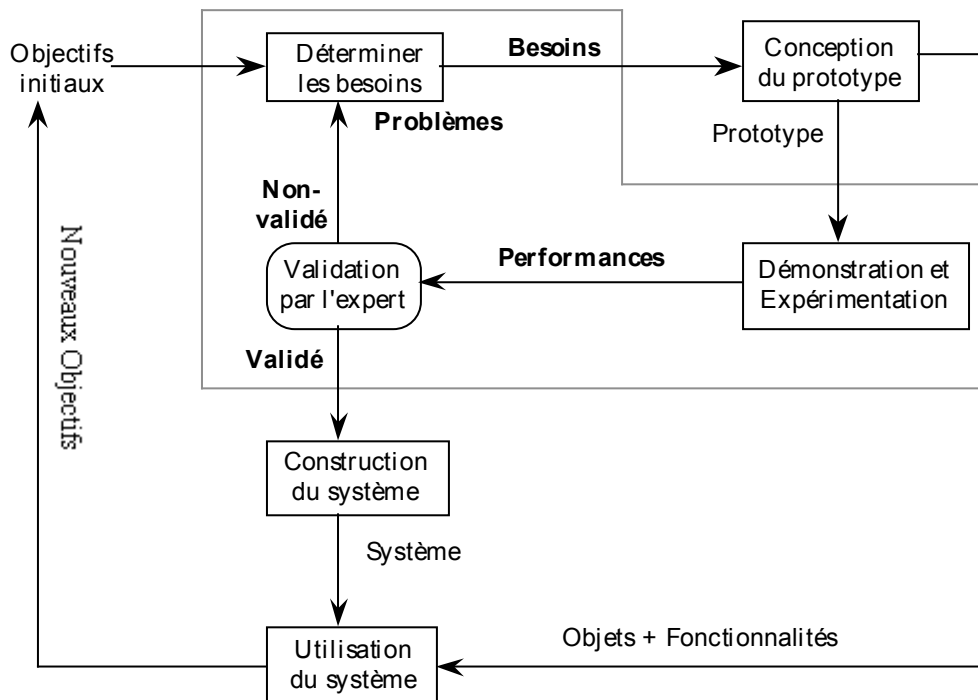 Objectifs
initiaux
Déterminer
les besoins
Besoins
Conception
du prototype
Problèmes
Prototype
Non-
validé
Validation
par l'expert
Performances
Démonstration et
Expérimentation
Nouveaux Objectifs
Validé
Construction
du système
Système
Utilisation
du système
Objets + Fonctionnalités